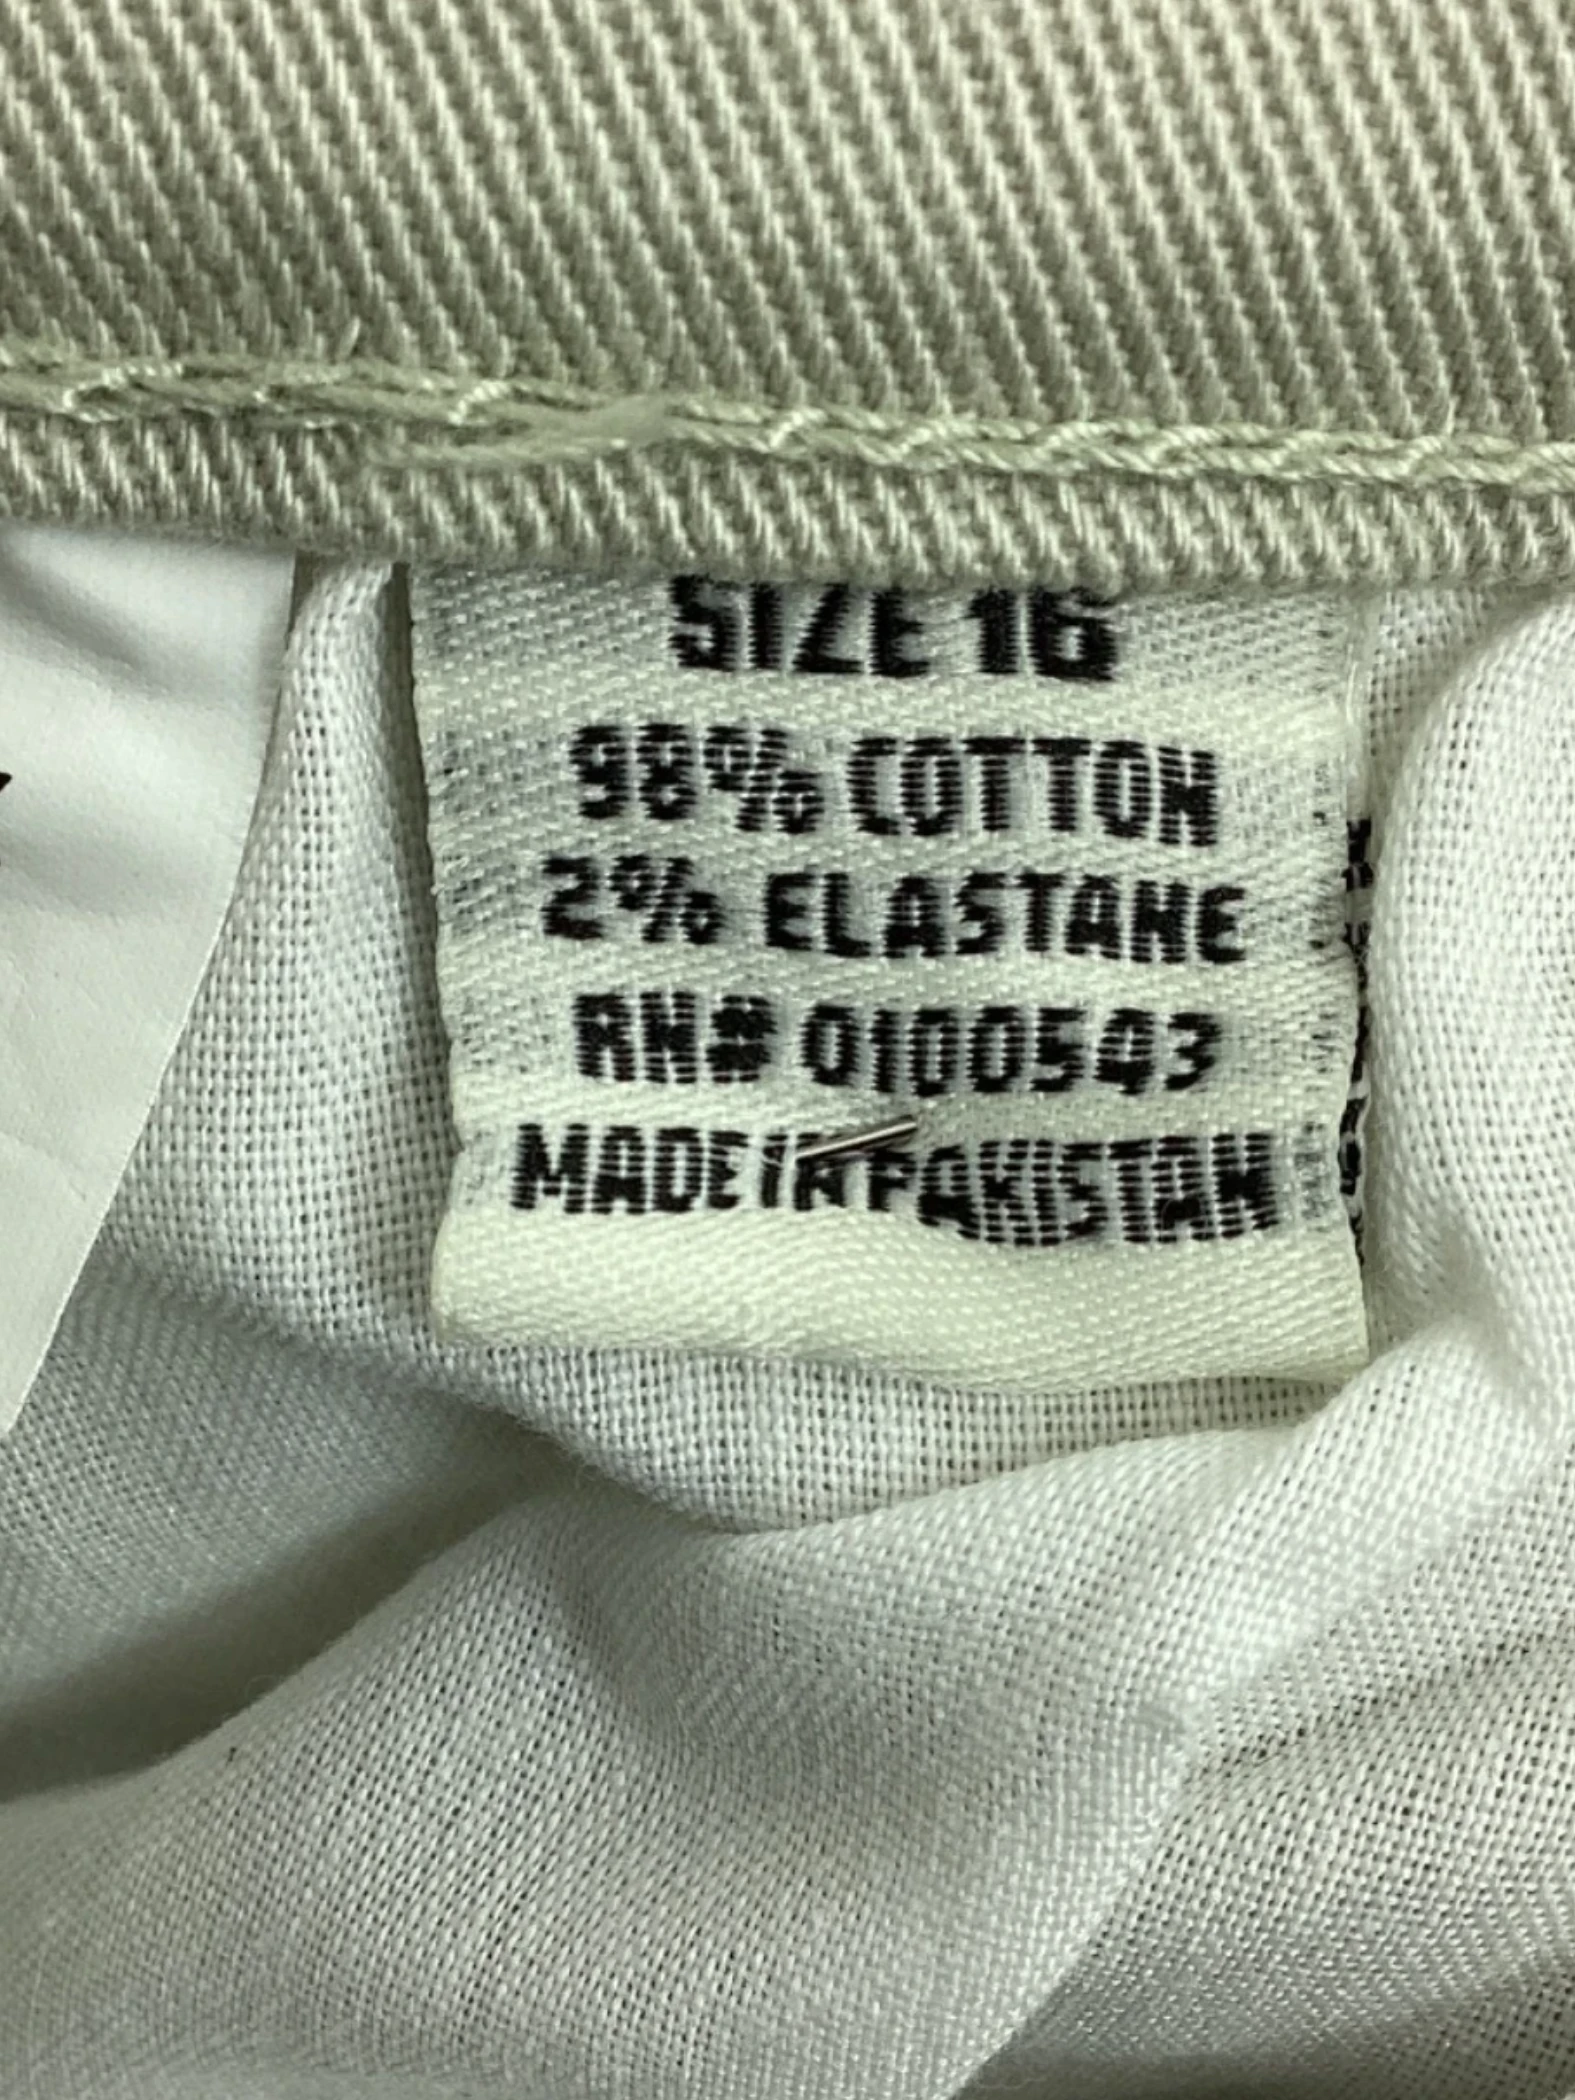 SIZE 16
98% COTTON
2% ELASTANE
RN# 0100543
MADE IN PAKISTAN